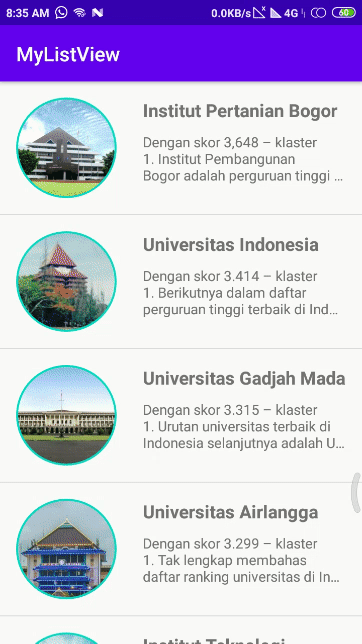 8:35 AM 0.0KB/s 4G 60
MyListView
Institut Pertanian Bogor
Dengan skor 3,648 – klaster
1. Institut Pembangunan
Bogor adalah perguruan tinggi ...
Universitas Indonesia
Dengan skor 3.414 – klaster
1. Berikutnya dalam daftar
perguruan tinggi terbaik di Ind...
Universitas Gadjah Mada
Dengan skor 3.315 – klaster
1. Urutan universitas terbaik di
Indonesia selanjutnya adalah U...
Universitas Airlangga
Dengan skor 3.299 – klaster
1. Tak lengkap membahas
daftar ranking universitas di In...
Institut Teknologi